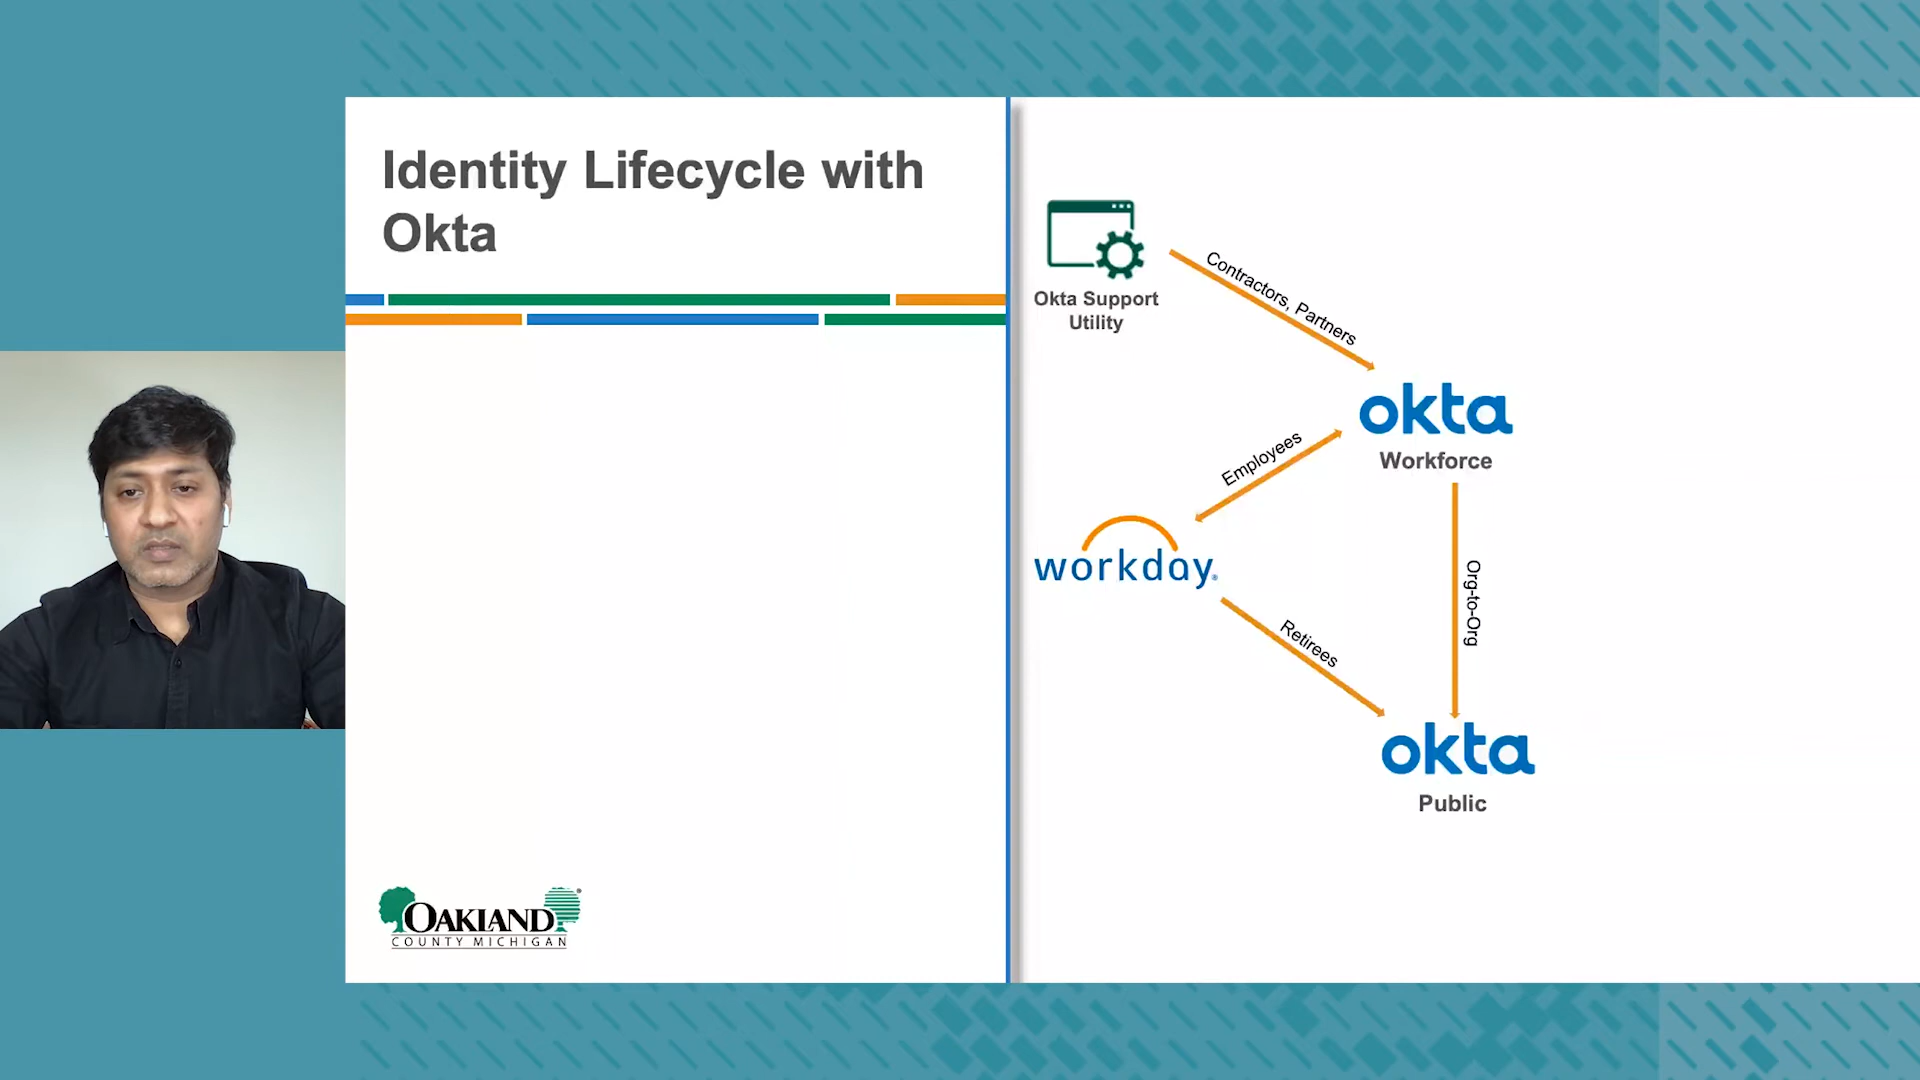 Identity Lifecycle with
Okta
Okta Support
Utility
Contractors, Partners
okta
Workforce
Employees
workday®
Org-to-Org
Retirees
okta
Public
OAKLAND®
COUNTY MICHIGAN